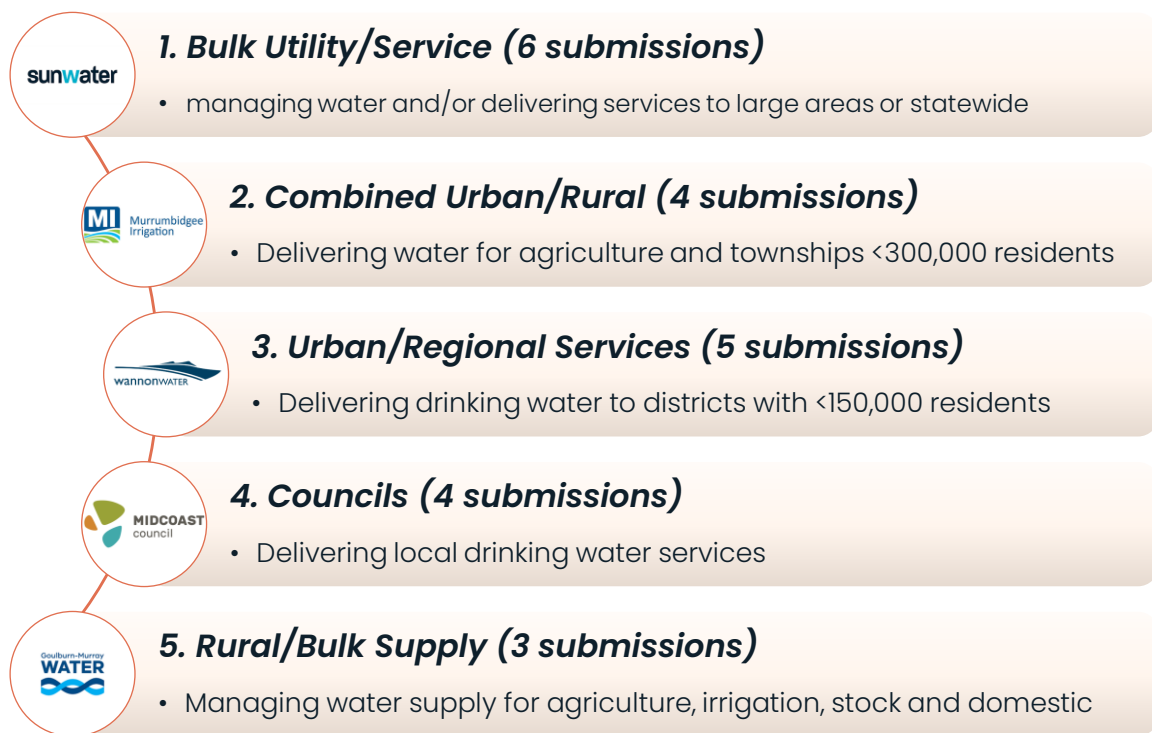 sunwater
1. Bulk Utility/Service (6 submissions)
• managing water and/or delivering services to large areas or statewide
MI Murrumbidgee
Irrigation
2. Combined Urban/Rural (4 submissions)
• Delivering water for agriculture and townships <300,000 residents
wannonwater
3. Urban/Regional Services (5 submissions)
• Delivering drinking water to districts with <150,000 residents
MIDCOAST
council
4. Councils (4 submissions)
• Delivering local drinking water services
Goulburn-Murray
WATER
5. Rural/Bulk Supply (3 submissions)
• Managing water supply for agriculture, irrigation, stock and domestic